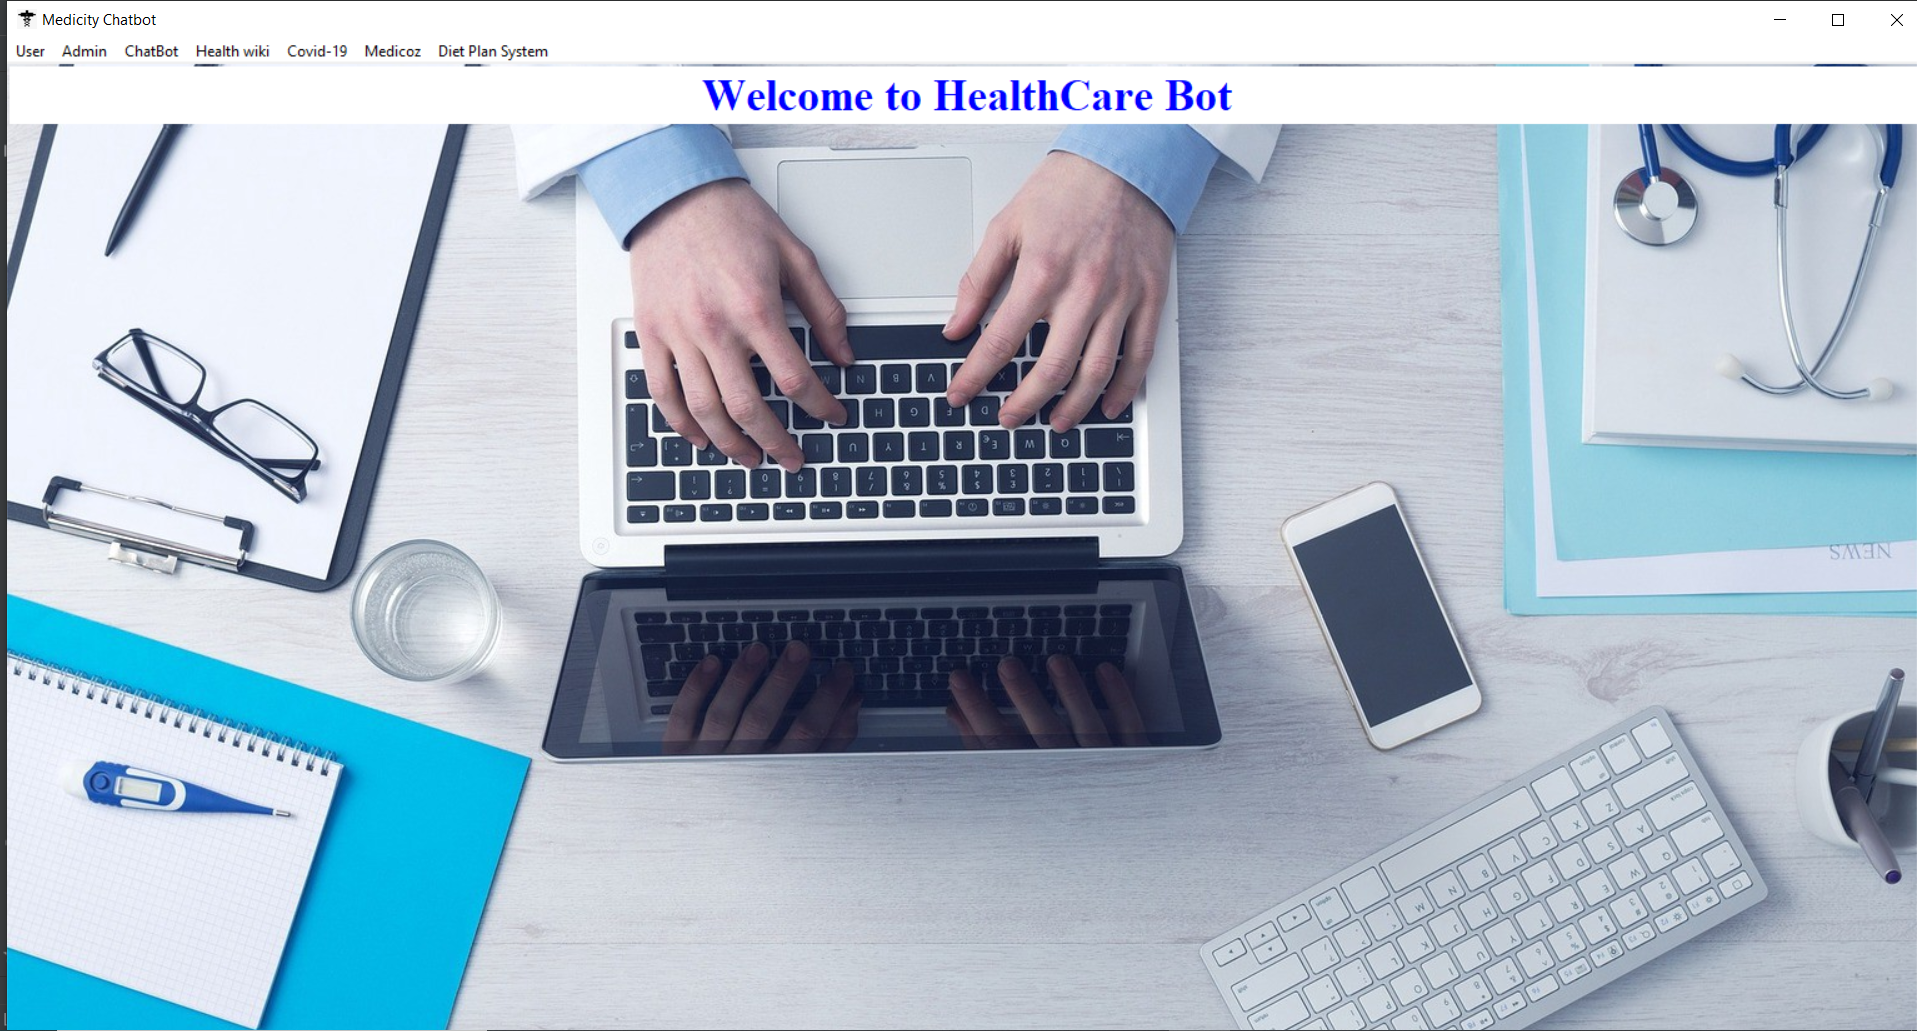 Medicity Chatbot
User Admin ChatBot Health wiki Covid-19 Medicoz Diet Plan System
Welcome to HealthCare Bot
NEWS